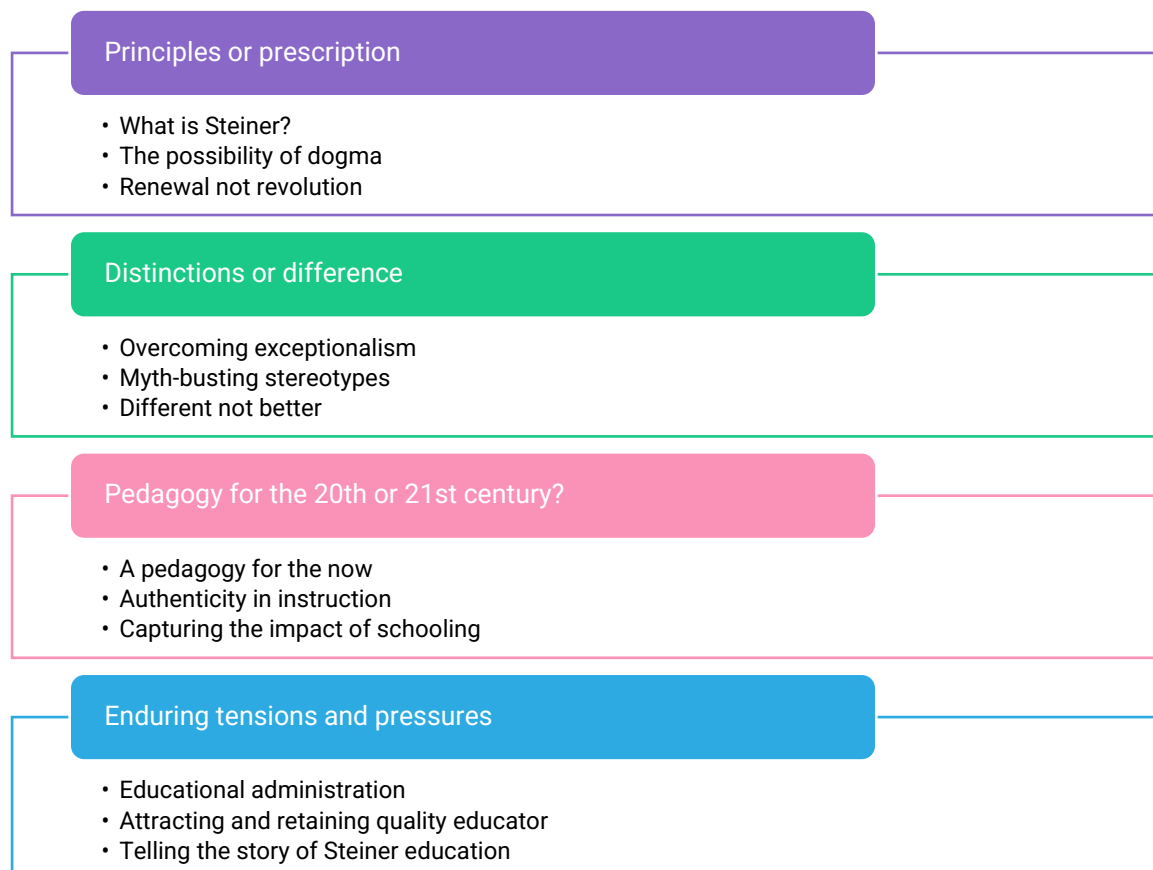 Principles or prescription
• What is Steiner?
• The possibility of dogma
• Renewal not revolution
Distinctions or difference
• Overcoming exceptionalism
• Myth-busting stereotypes
• Different not better
Pedagogy for the 20th or 21st century?
• A pedagogy for the now
• Authenticity in instruction
• Capturing the impact of schooling
Enduring tensions and pressures
• Educational administration
• Attracting and retaining quality educator
• Telling the story of Steiner education